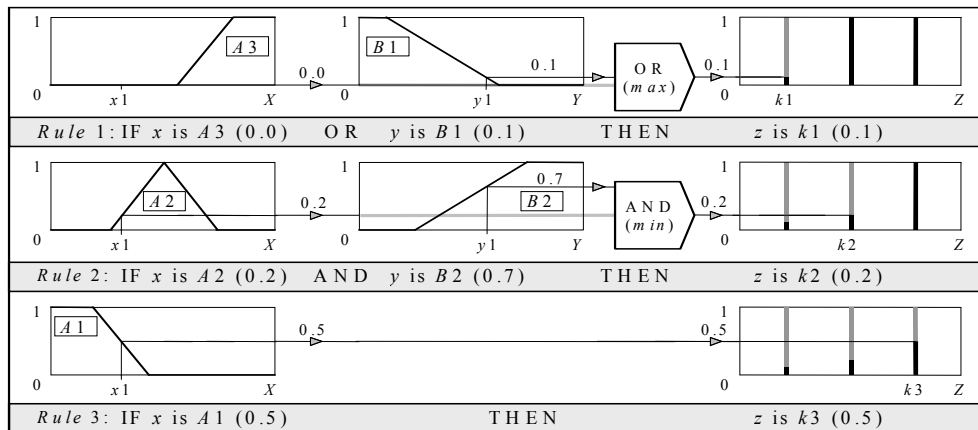 1 1 1
A3 B1 OR (max)
0.0 0.1 0.1
0 x1 X 0 y1 Y 0 k1 Z
Rule 1: IF x is A3 (0.0) OR y is B1 (0.1) THEN z is k1 (0.1)
1 1 1
A2 0.7 B2 AND (min)
0.2 0.2
0 x1 X 0 y1 Y 0 k2 Z
Rule 2: IF x is A2 (0.2) AND y is B2 (0.7) THEN z is k2 (0.2)
1 1
A1 0.5 0.5
0 x1 X 0 k3 Z
Rule 3: IF x is A1 (0.5) THEN z is k3 (0.5)